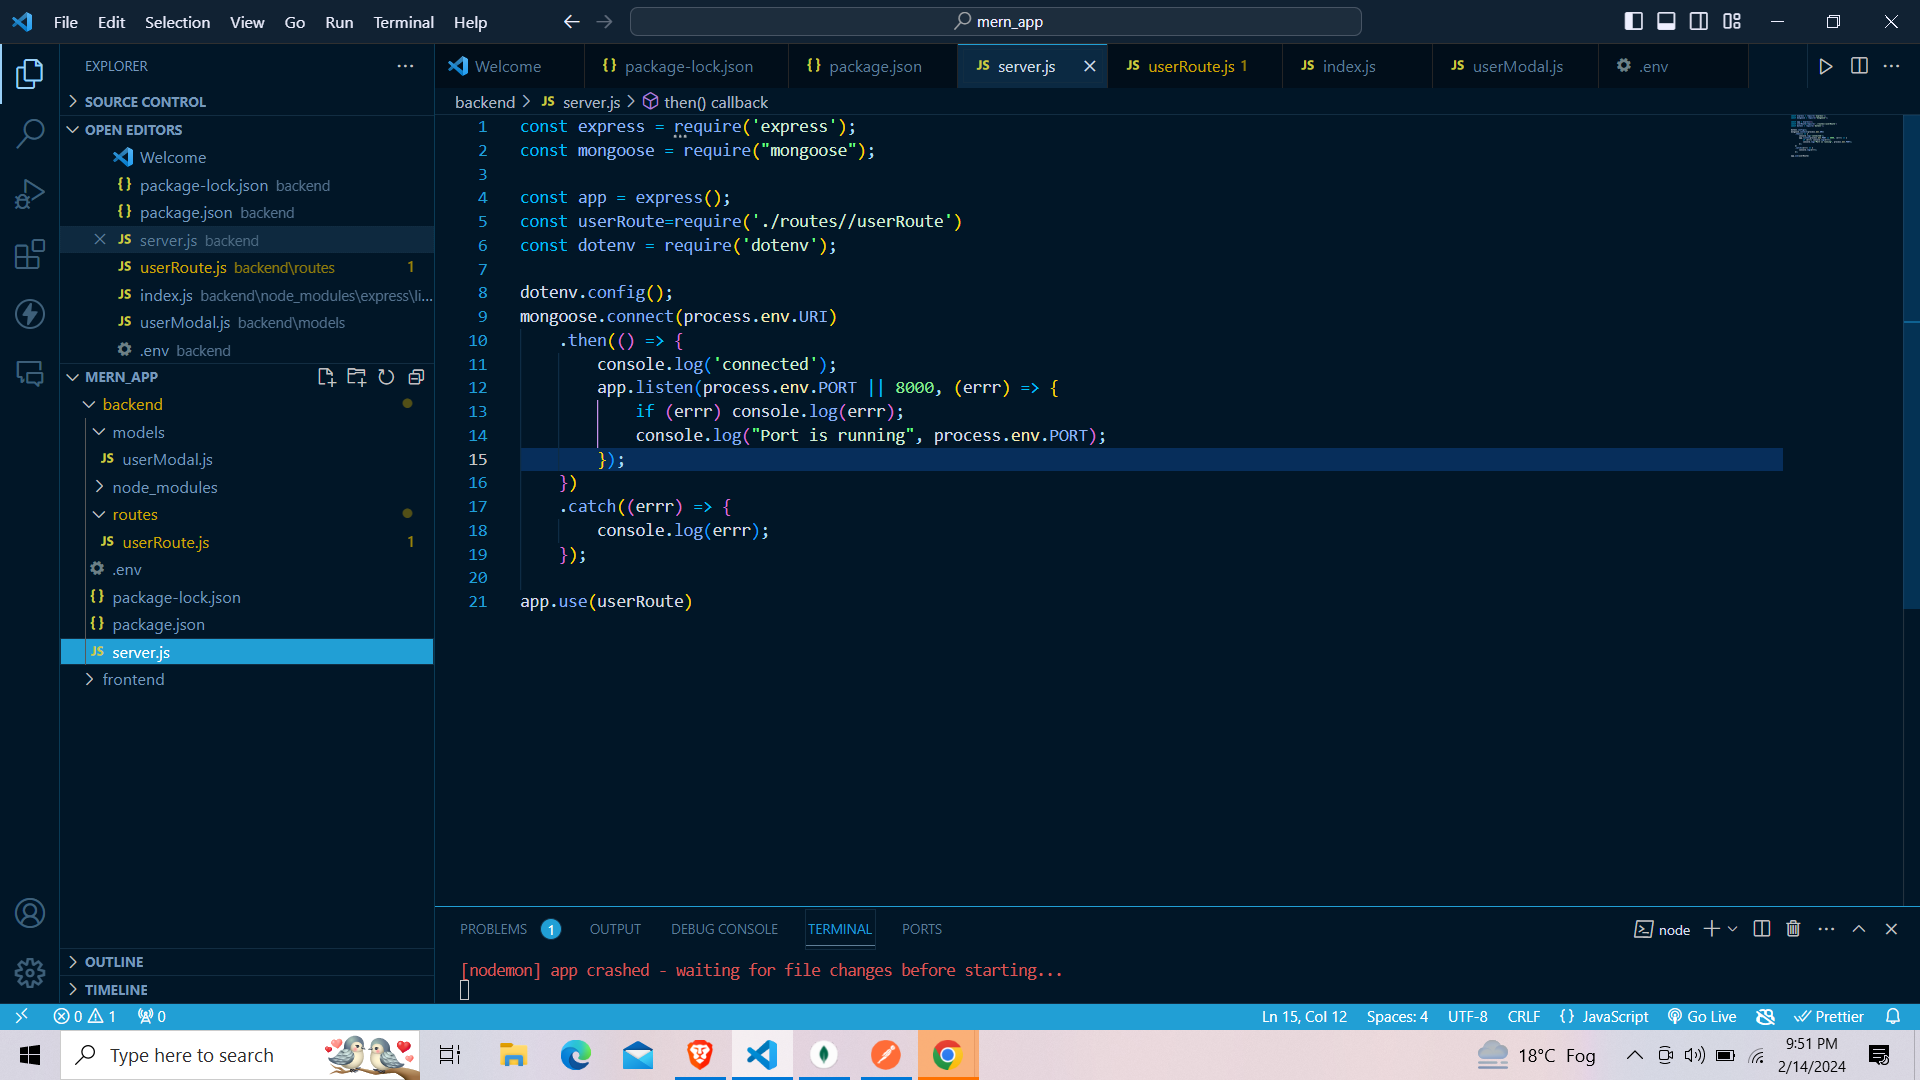 File Edit Selection View Go Run Terminal Help
mern_app
EXPLORER
SOURCE CONTROL
OPEN EDITORS
Welcome
package-lock.json backend
package.json backend
server.js backend
userRoute.js backend\routes 1
index.js backend\node_modules\express\li...
userModal.js backend\models
.env backend
MERN_APP
backend
models
userModal.js
node_modules
routes
userRoute.js 1
.env
package-lock.json
package.json
server.js
frontend
OUTLINE
TIMELINE
Welcome package-lock.json package.json server.js userRoute.js 1 index.js userModal.js .env
backend > JS server.js > then() callback
1 const express = require('express');
2 const mongoose = require("mongoose");
3
4 const app = express();
5 const userRoute=require('./routes//userRoute')
6 const dotenv = require('dotenv');
7
8 dotenv.config();
9 mongoose.connect(process.env.URI)
10 .then(() => {
11 console.log('connected');
12 app.listen(process.env.PORT || 8000, (errr) => {
13 if (errr) console.log(errr);
14 console.log("Port is running", process.env.PORT);
15 });
16 })
17 .catch((errr) => {
18 console.log(errr);
19 });
20
21 app.use(userRoute)
PROBLEMS 1 OUTPUT DEBUG CONSOLE TERMINAL PORTS
node
[nodemon] app crashed - waiting for file changes before starting...
0 1 0
Ln 15, Col 12 Spaces: 4 UTF-8 CRLF {} JavaScript Go Live Prettier
Type here to search
18°C Fog
9:51 PM
2/14/2024